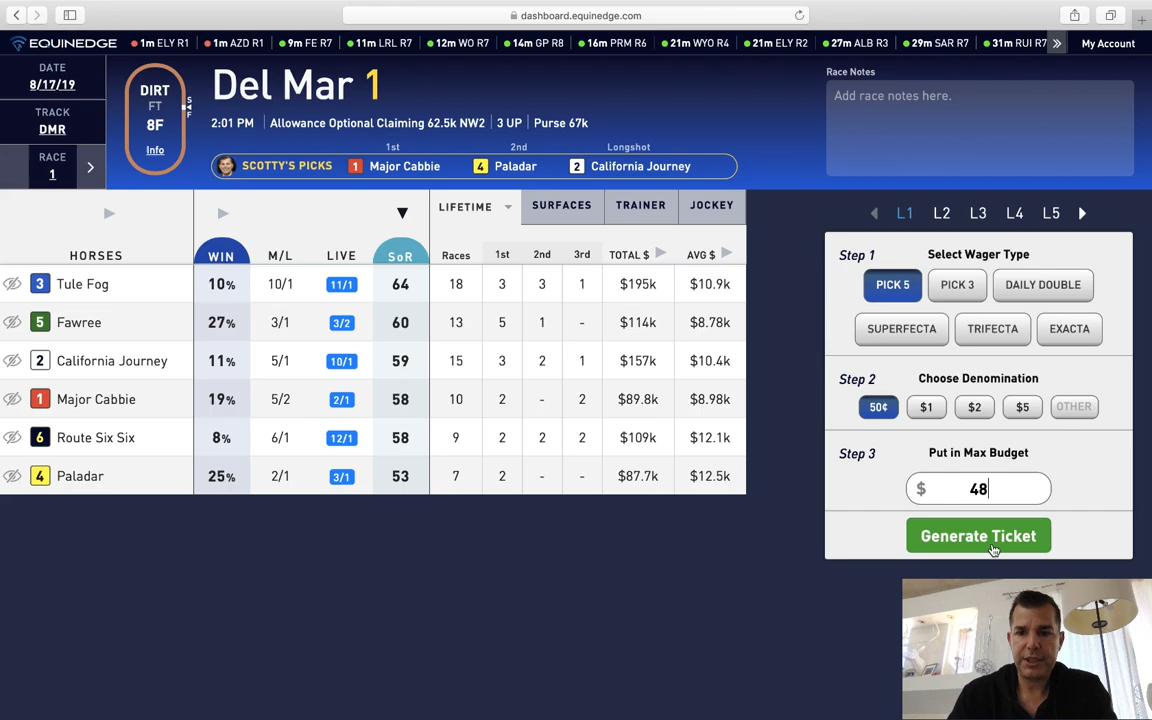 dashboard.equinedge.com
EQUINEDGE 1m ELY R1 1m AZD R1 9m FE R7 11m LRL R7 12m WO R7 14m GP R8 16m PRM R6 21m WYO R4 21m ELY R2 27m ALB R3 29m SAR R7 31m RUI R7 >> My Account
DATE
8/17/19
TRACK
DMR
RACE
1
DIRT
FT
8F
Info
S
F
Del Mar 1
2:01 PM | Allowance Optional Claiming 62.5k NW2 | 3 UP | Purse 67k
1st 2nd Longshot
SCOTTY'S PICKS 1 Major Cabbie 4 Paladar 2 California Journey
Race Notes
Add race notes here.
LIFETIME SURFACES TRAINER JOCKEY
HORSES WIN M/L LIVE SoR Races 1st 2nd 3rd TOTAL $ AVG $
3 Tule Fog 10% 10/1 11/1 64 18 3 3 1 $195k $10.9k
5 Fawree 27% 3/1 3/2 60 13 5 1 - $114k $8.78k
2 California Journey 11% 5/1 10/1 59 15 3 2 1 $157k $10.4k
1 Major Cabbie 19% 5/2 2/1 58 10 2 - 2 $89.8k $8.98k
6 Route Six Six 8% 6/1 12/1 58 9 2 2 2 $109k $12.1k
4 Paladar 25% 2/1 3/1 53 7 2 - - $87.7k $12.5k
L1 L2 L3 L4 L5
Step 1 Select Wager Type
PICK 5 PICK 3 DAILY DOUBLE
SUPERFECTA TRIFECTA EXACTA
Step 2 Choose Denomination
50¢ $1 $2 $5 OTHER
Step 3 Put in Max Budget
$ 48
Generate Ticket